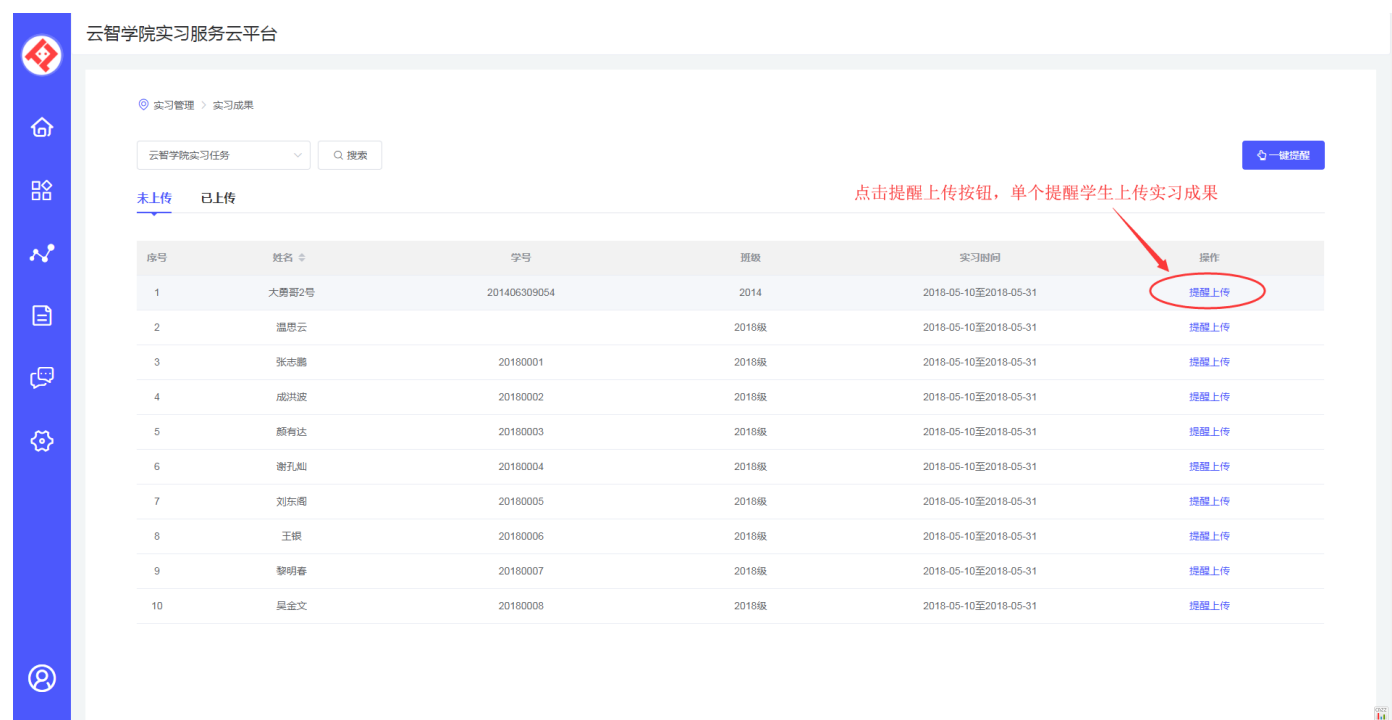 云智学院实习服务云平台
实习管理 > 实习成果
云智学院实习任务 搜索 一键提醒
未上传 已上传
点击提醒上传按钮，单个提醒学生上传实习成果
序号 姓名 学号 班级 实习时间 操作
1 大勇哥2号 201406309054 2014 2018-05-10至2018-05-31 提醒上传
2 温思云 2018级 2018-05-10至2018-05-31 提醒上传
3 张志鹏 20180001 2018级 2018-05-10至2018-05-31 提醒上传
4 成洪波 20180002 2018级 2018-05-10至2018-05-31 提醒上传
5 颜有达 20180003 2018级 2018-05-10至2018-05-31 提醒上传
6 谢孔灿 20180004 2018级 2018-05-10至2018-05-31 提醒上传
7 刘东阁 20180005 2018级 2018-05-10至2018-05-31 提醒上传
8 王银 20180006 2018级 2018-05-10至2018-05-31 提醒上传
9 黎明春 20180007 2018级 2018-05-10至2018-05-31 提醒上传
10 吴金文 20180008 2018级 2018-05-10至2018-05-31 提醒上传